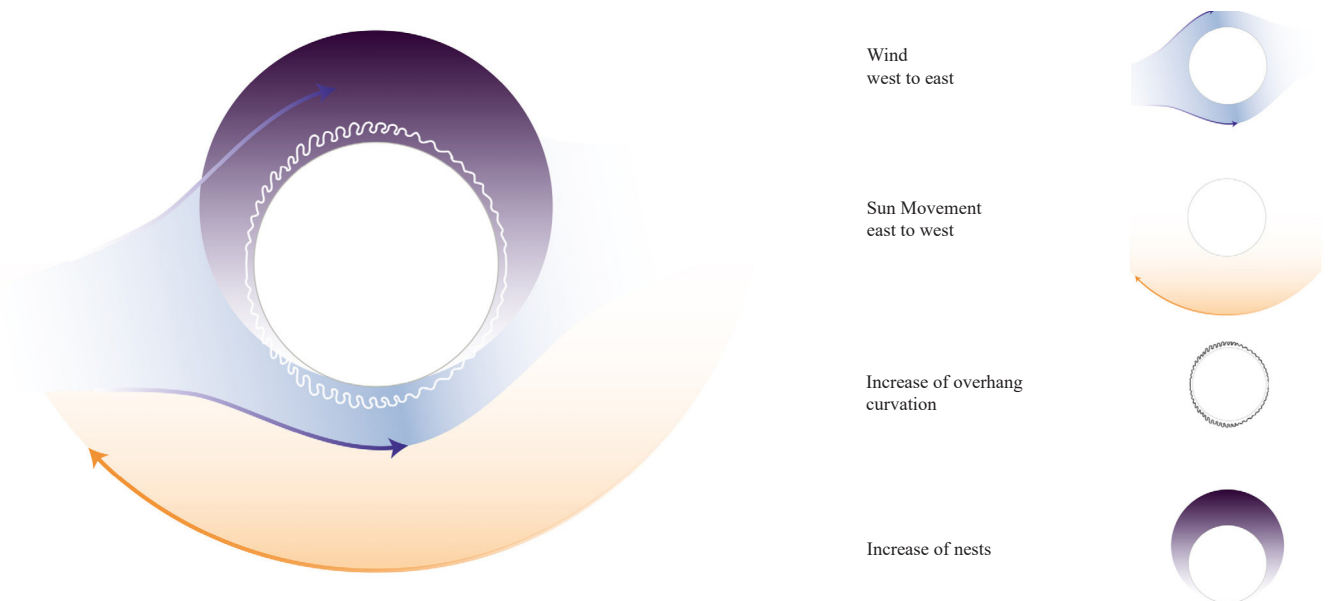 Wind
west to east
Sun Movement
east to west
Increase of overhang
curvation
Increase of nests